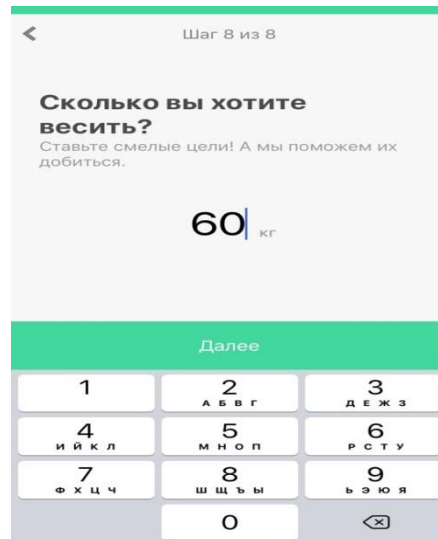 Шаг 8 из 8
Сколько вы хотите
весить?
Ставьте смелые цели! А мы поможем их
добиться.
60 кг
Далее
1 2 3
А Б В Г Д Е Ж З
4 5 6
И Й К Л М Н О П Р С Т У
7 8 9
Ф Х Ц Ч Ш Щ Ъ Ы Ь Э Ю Я
0